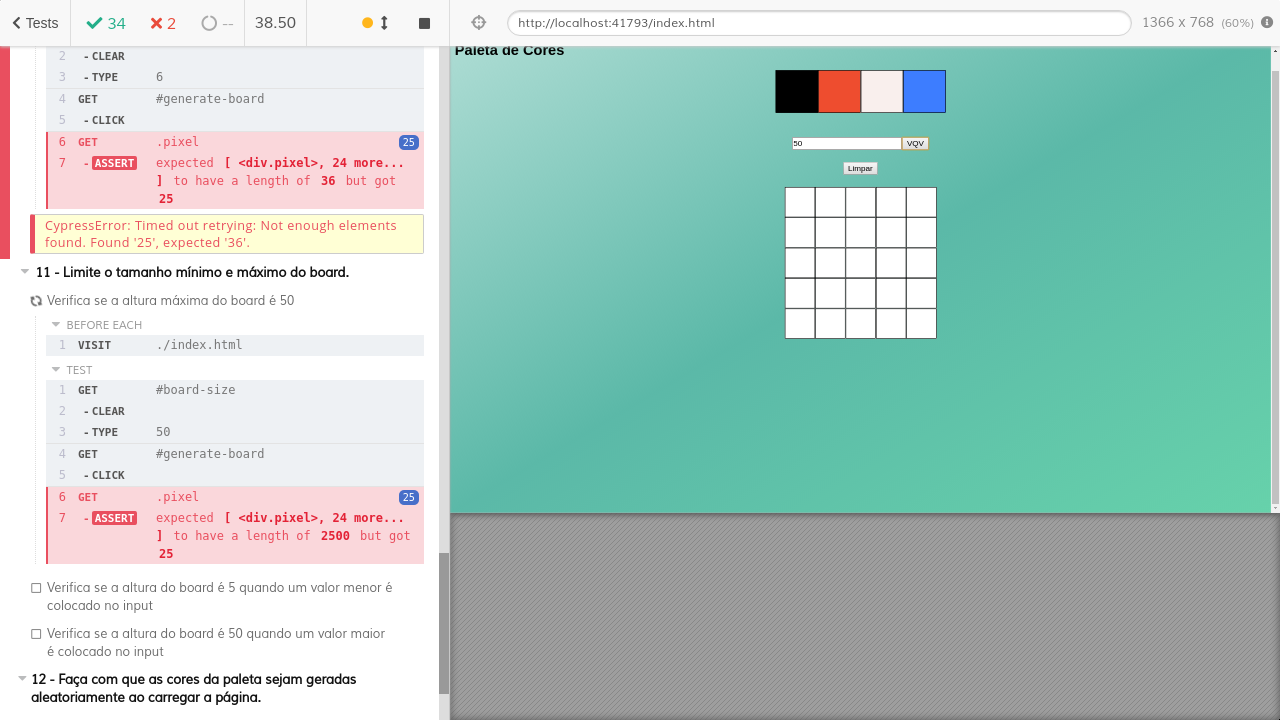 Tests 34 2 -- 38.50 http://localhost:41793/index.html 1366 x 768 (60%)
2 - CLEAR
3 - TYPE 6
4 GET #generate-board
5 - CLICK
6 GET .pixel 25
7 - ASSERT expected [ <div.pixel>, 24 more...
] to have a length of 36 but got
25
CypressError: Timed out retrying: Not enough elements
found. Found '25', expected '36'.
11 - Limite o tamanho mínimo e máximo do board.
Verifica se a altura máxima do board é 50
BEFORE EACH
1 VISIT ./index.html
TEST
1 GET #board-size
2 - CLEAR
3 - TYPE 50
4 GET #generate-board
5 - CLICK
6 GET .pixel 25
7 - ASSERT expected [ <div.pixel>, 24 more...
] to have a length of 2500 but got
25
Verifica se a altura do board é 5 quando um valor menor é
colocado no input
Verifica se a altura do board é 50 quando um valor maior
é colocado no input
12 - Faça com que as cores da paleta sejam geradas
aleatoriamente ao carregar a página.
Paleta de Cores
50 VQV
Limpar